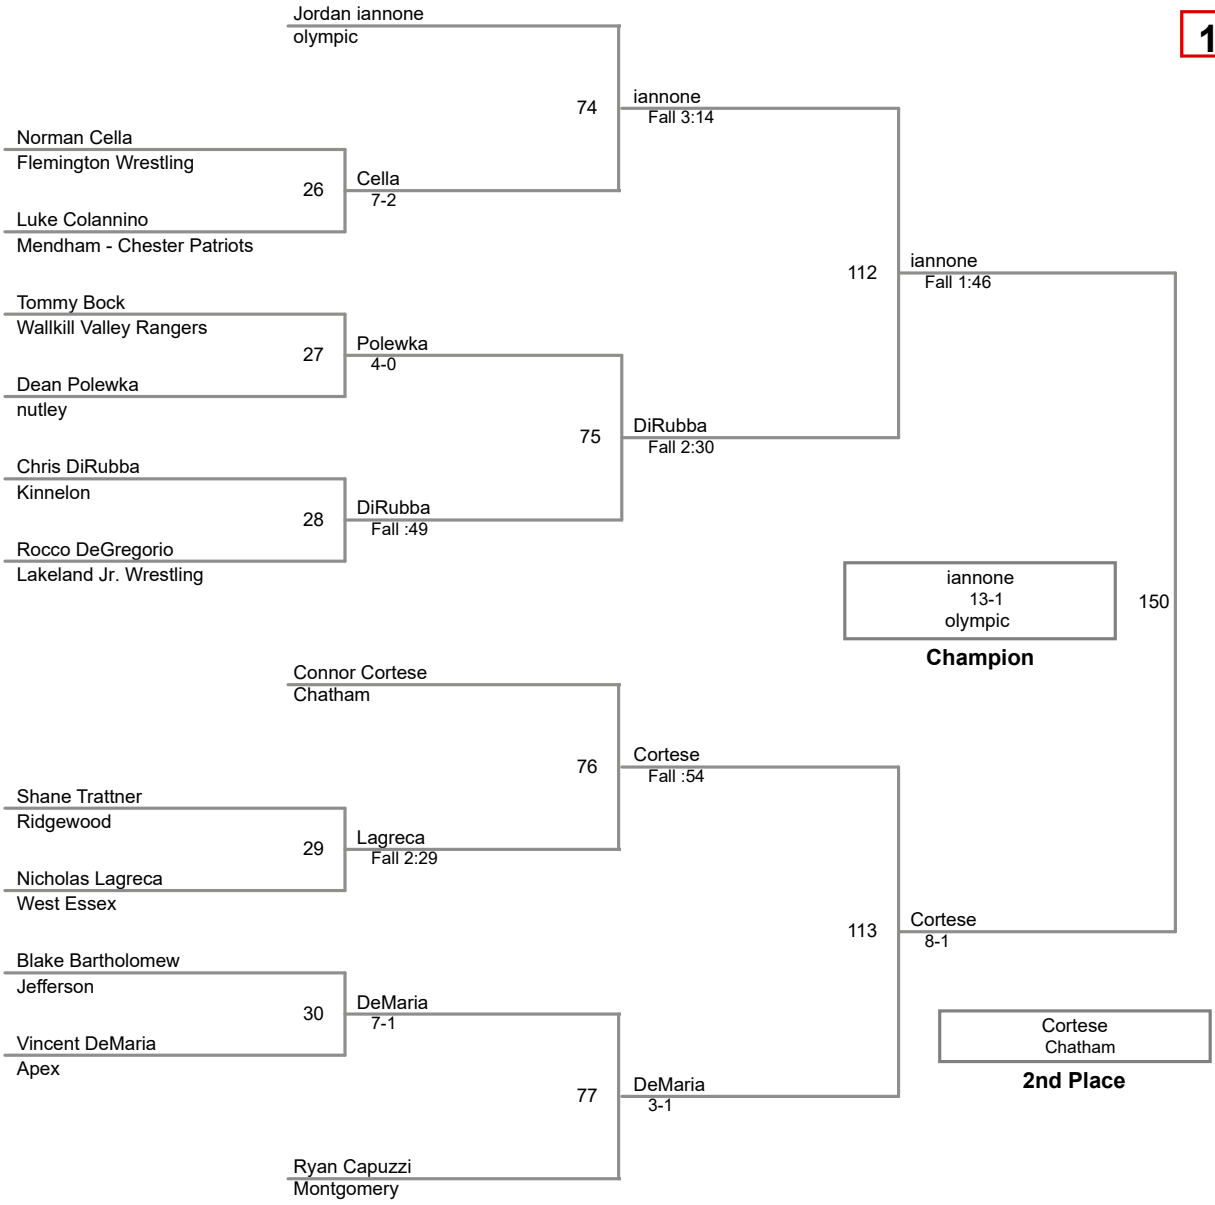 Jordan iannone
olympic
1
74
iannone
Fall 3:14
Norman Cella
Flemington Wrestling
26
Cella
7-2
Luke Colannino
Mendham - Chester Patriots
112
iannone
Fall 1:46
Tommy Bock
Wallkill Valley Rangers
27
Polewka
4-0
Dean Polewka
nutley
75
DiRubba
Fall 2:30
Chris DiRubba
Kinnelon
28
DiRubba
Fall :49
Rocco DeGregorio
Lakeland Jr. Wrestling
iannone
13-1
olympic
150
Champion
Connor Cortese
Chatham
76
Cortese
Fall :54
Shane Trattner
Ridgewood
29
Lagreca
Fall 2:29
Nicholas Lagreca
West Essex
113
Cortese
8-1
Blake Bartholomew
Jefferson
30
DeMaria
7-1
Vincent DeMaria
Apex
Cortese
Chatham
2nd Place
77
DeMaria
3-1
Ryan Capuzzi
Montgomery